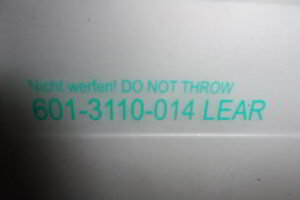 Nicht werfen! DO NOT THROW
601-3110-014 LEAR